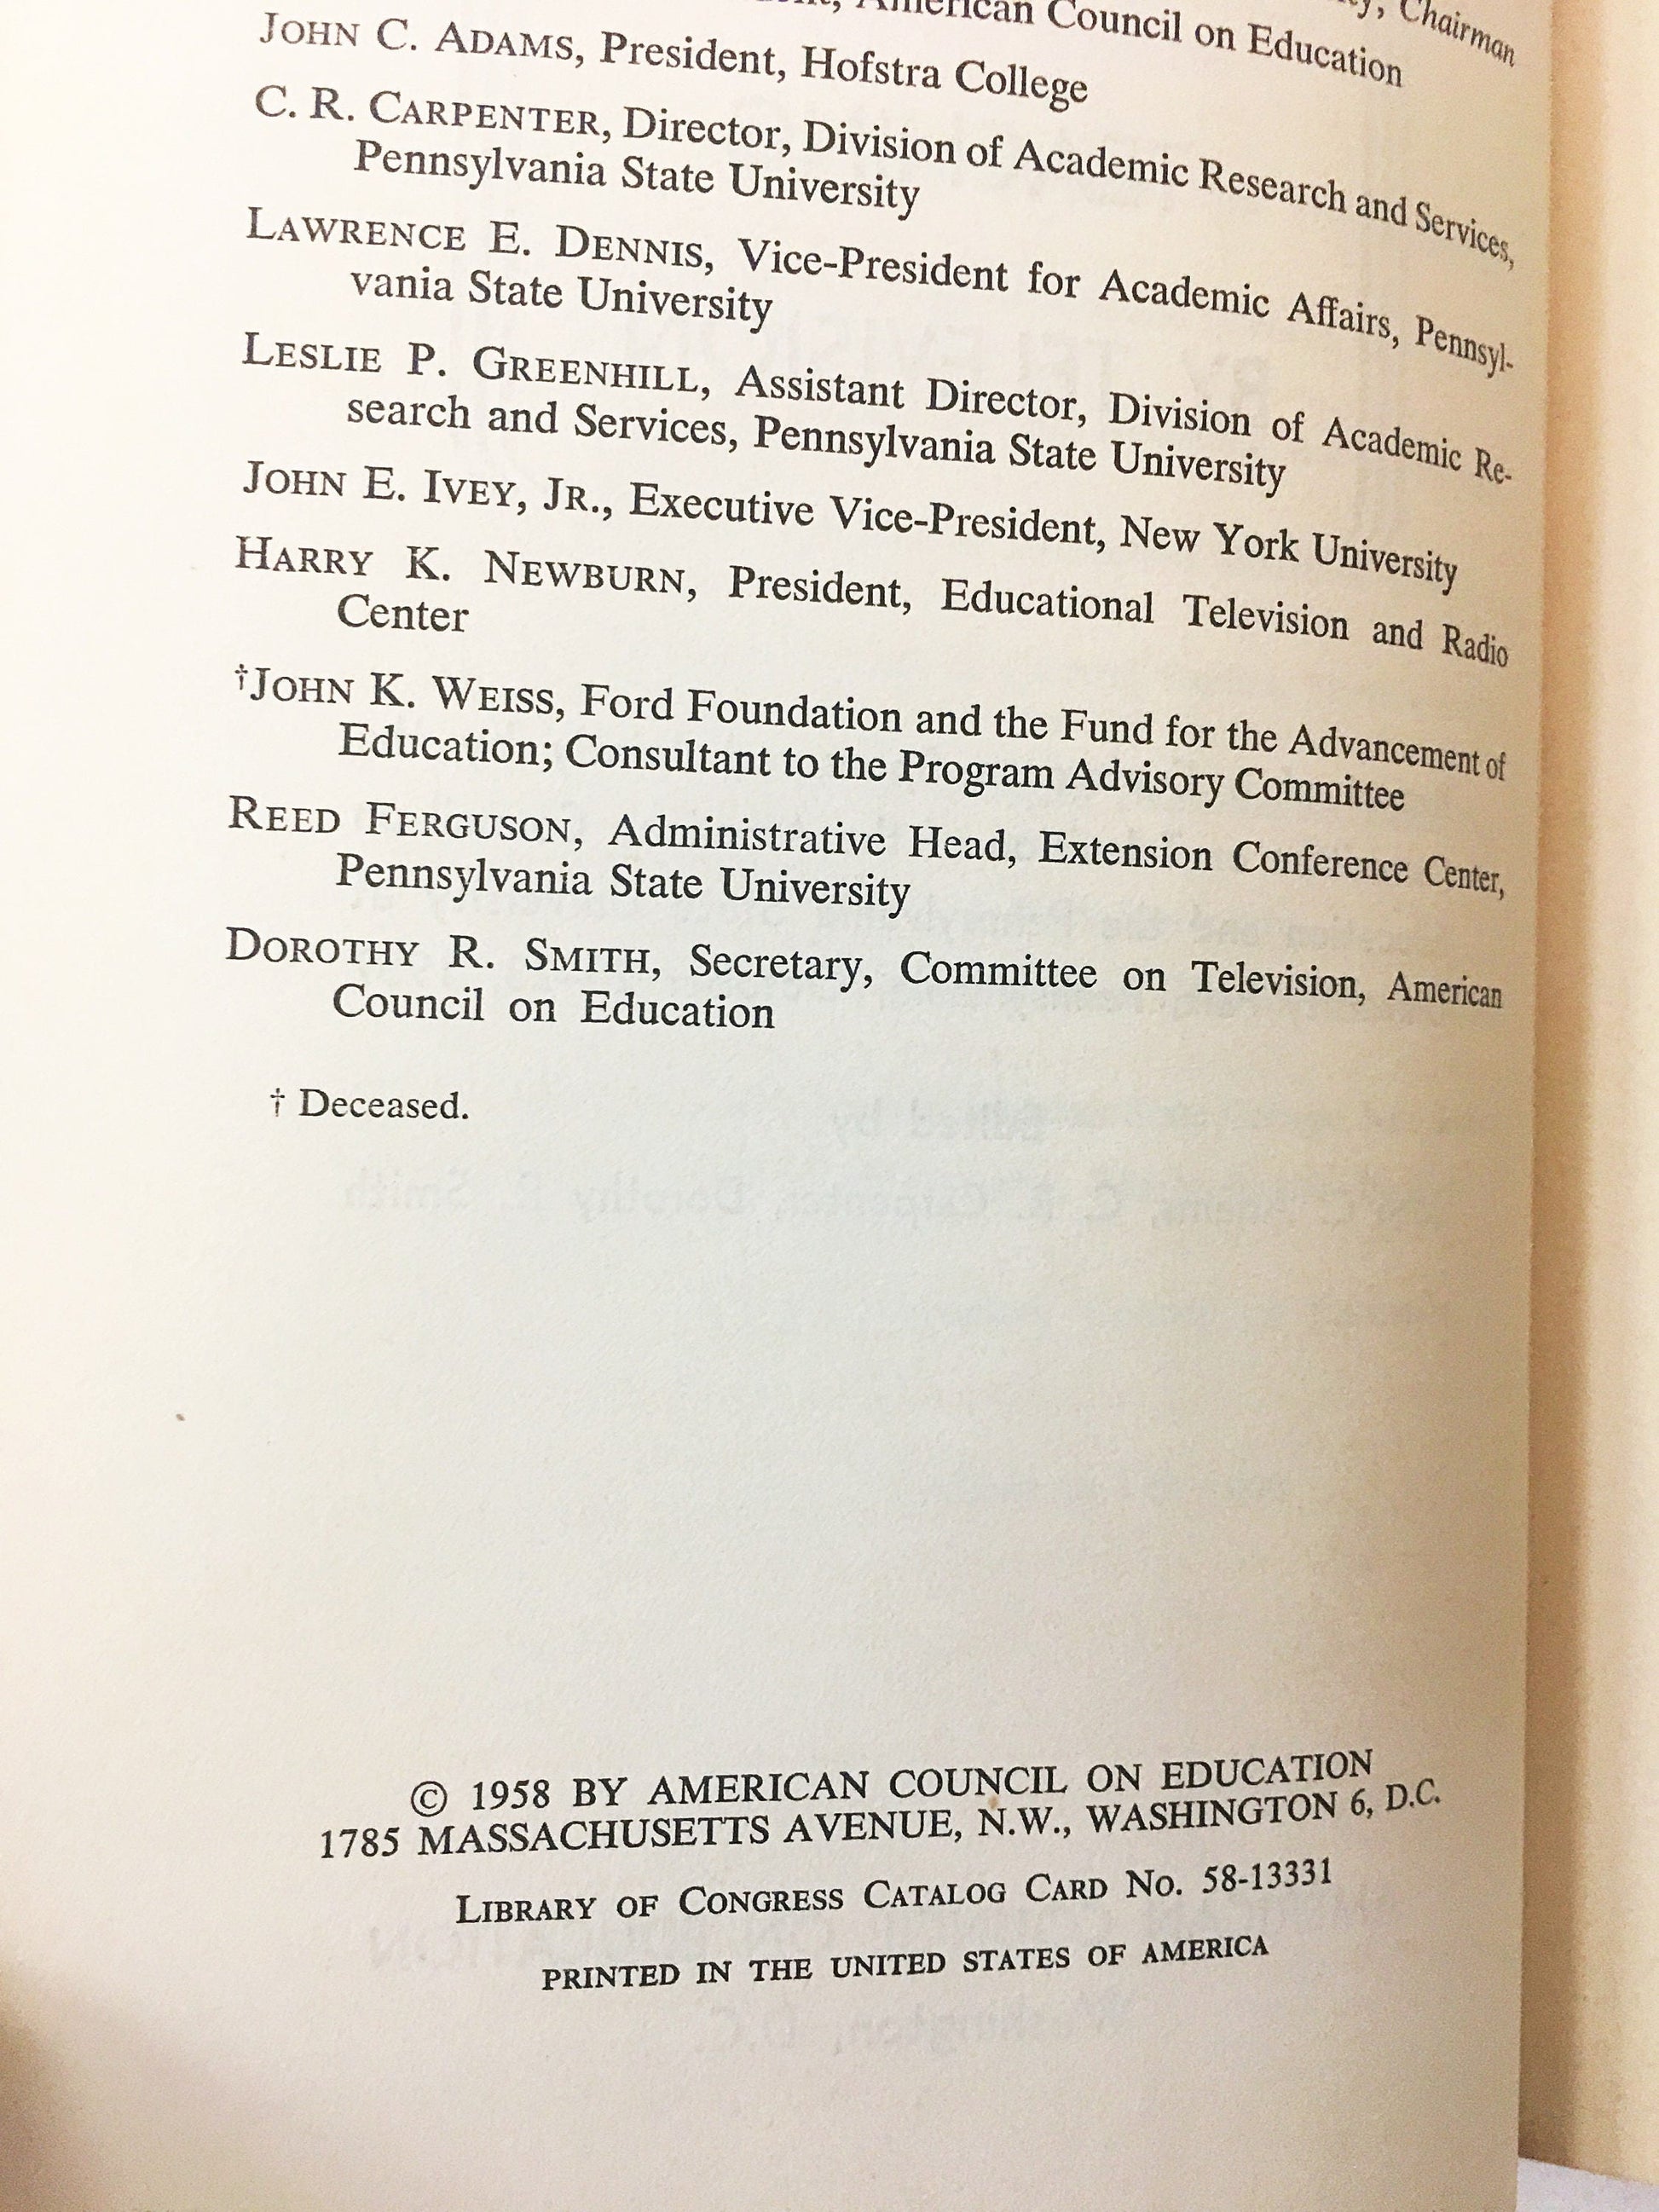 Chairman
American Council on Education
JOHN C. ADAMS, President, Hofstra College
C. R. CARPENTER, Director, Division of Academic Research and Services,
Pennsylvania State University
LAWRENCE E. DENNIS, Vice-President for Academic Affairs, Pennsyl-
vania State University
LESLIE P. GREENHILL, Assistant Director, Division of Academic Re-
search and Services, Pennsylvania State University
JOHN E. IVEY, JR., Executive Vice-President, New York University
HARRY K. NEWBURN, President, Educational Television and Radio
Center
†JOHN K. WEISS, Ford Foundation and the Fund for the Advancement of
Education; Consultant to the Program Advisory Committee
REED FERGUSON, Administrative Head, Extension Conference Center,
Pennsylvania State University
DOROTHY R. SMITH, Secretary, Committee on Television, American
Council on Education
† Deceased.
© 1958 BY AMERICAN COUNCIL ON EDUCATION
1785 MASSACHUSETTS AVENUE, N.W., WASHINGTON 6, D.C.
LIBRARY OF CONGRESS CATALOG CARD NO. 58-13331
PRINTED IN THE UNITED STATES OF AMERICA